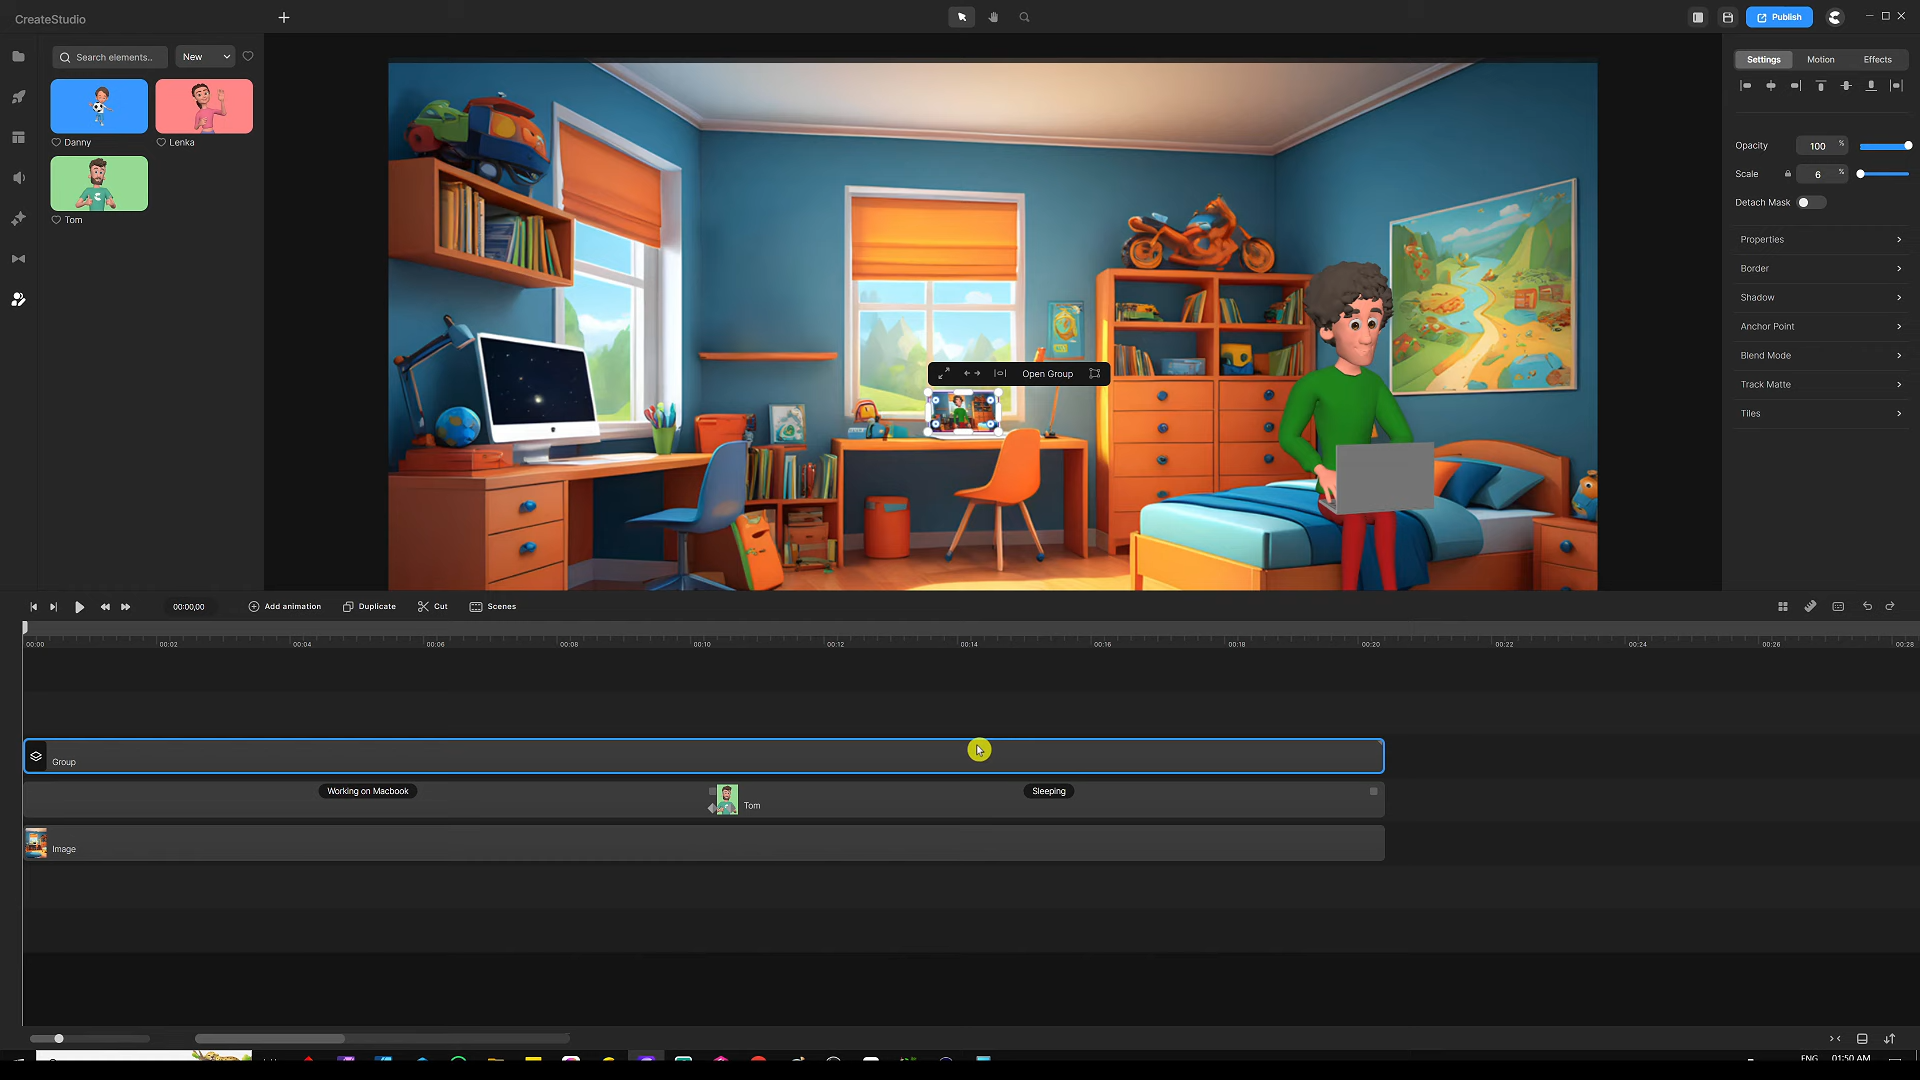 CreateStudio
Publish
Search elements..
New
Settings
Motion
Effects
Danny
Lenka
Tom
Opacity
100
%
Scale
6
%
Detach Mask
Properties
Border
Shadow
Anchor Point
Blend Mode
Track Matte
Tiles
Open Group
00:00,00
Add animation
Duplicate
Cut
Scenes
00:00
00:02
00:04
00:06
00:08
00:10
00:12
00:14
00:16
00:18
00:20
00:22
00:24
00:26
00:28
Group
Working on Macbook
Sleeping
Tom
Image
ENG
01:50 AM